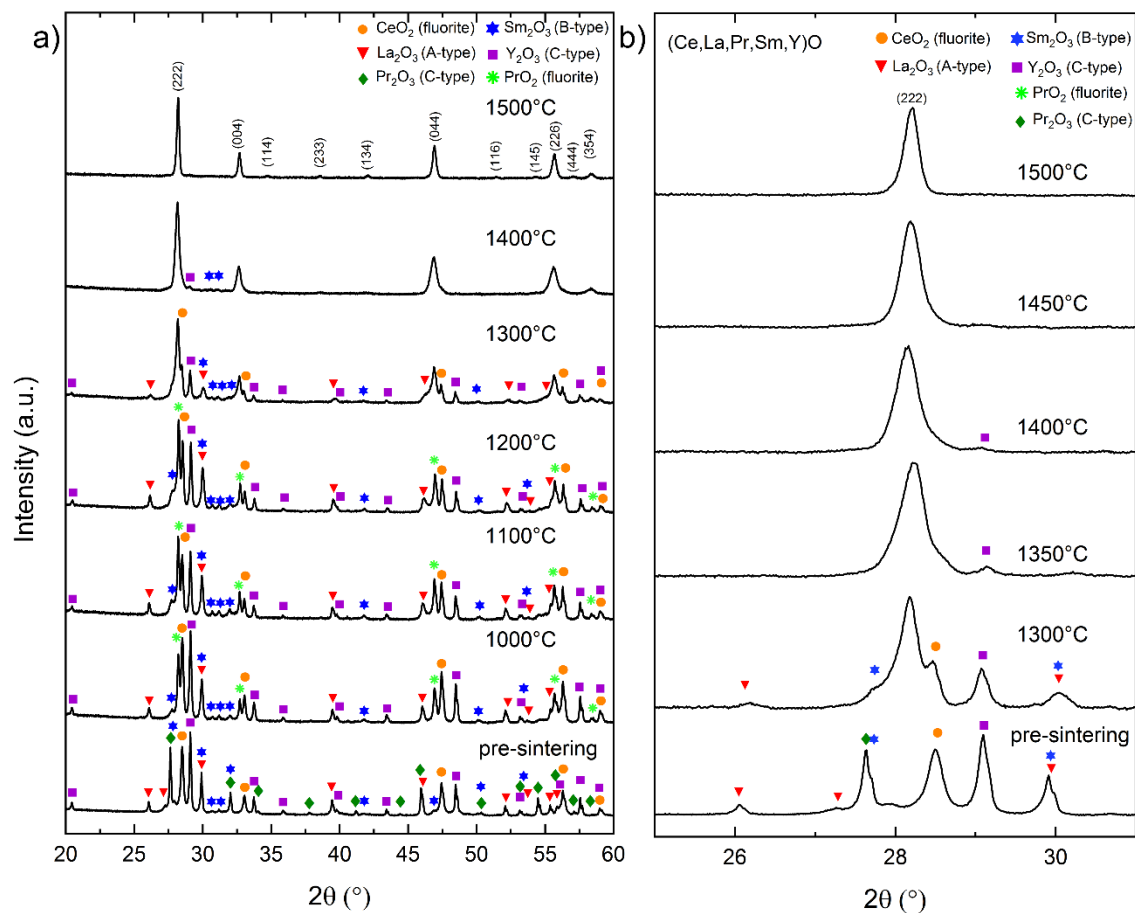 a)
CeO₂ (fluorite)
Sm₂O₃ (B-type)
La₂O₃ (A-type)
Y₂O₃ (C-type)
Pr₂O₃ (C-type)
PrO₂ (fluorite)
(222)
(004)
(114)
(233)
(134)
(044)
(116)
(145)
(226)
(444)
(354)
1500°C
1400°C
1300°C
1200°C
1100°C
1000°C
pre-sintering
Intensity (a.u.)
20 25 30 35 40 45 50 55 60
2θ (°)
b)
(Ce,La,Pr,Sm,Y)O
CeO₂ (fluorite)
Sm₂O₃ (B-type)
La₂O₃ (A-type)
Y₂O₃ (C-type)
PrO₂ (fluorite)
Pr₂O₃ (C-type)
(222)
1500°C
1450°C
1400°C
1350°C
1300°C
pre-sintering
26 28 30
2θ (°)